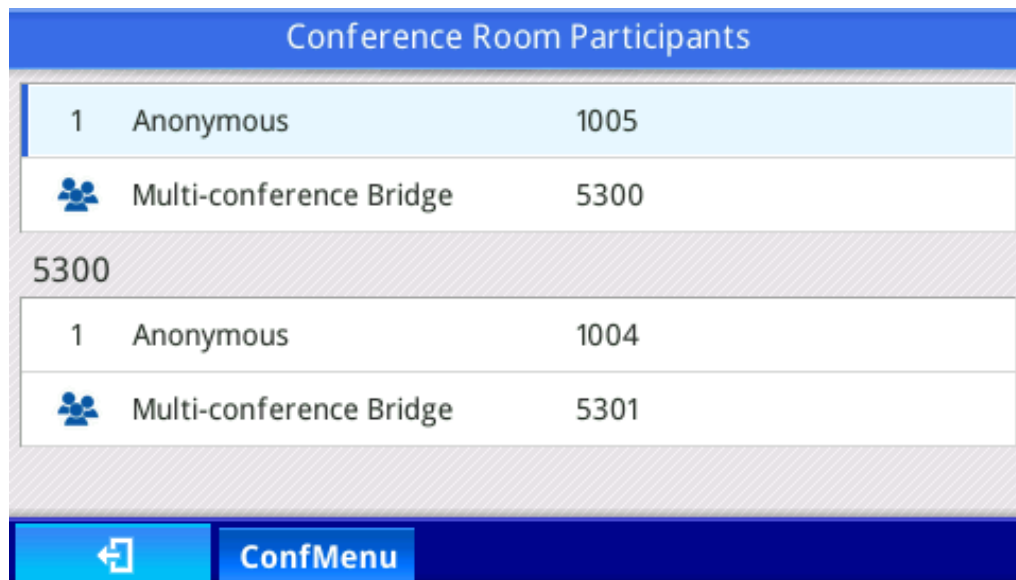 Conference Room Participants
1 Anonymous 1005
Multi-conference Bridge 5300
5300
1 Anonymous 1004
Multi-conference Bridge 5301
ConfMenu